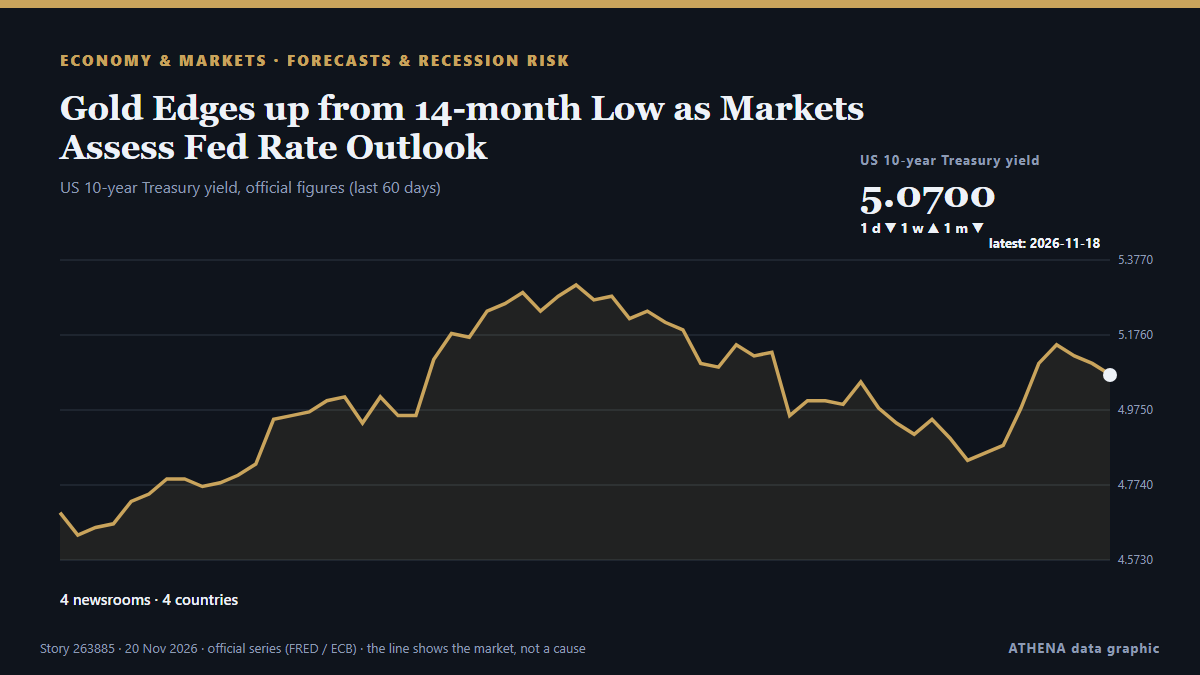 ECONOMY & MARKETS · FORECASTS & RECESSION RISK
Gold Edges up from 14-month Low as Markets
Assess Fed Rate Outlook
US 10-year Treasury yield, official figures (last 60 days)
US 10-year Treasury yield
5.0700
1 d ▼ 1 w ▲ 1 m ▼
latest: 2026-11-18
5.3770
5.1760
4.9750
4.7740
4.5730
4 newsrooms · 4 countries
Story 263885 · 20 Nov 2026 · official series (FRED / ECB) · the line shows the market, not a cause
ATHENA data graphic